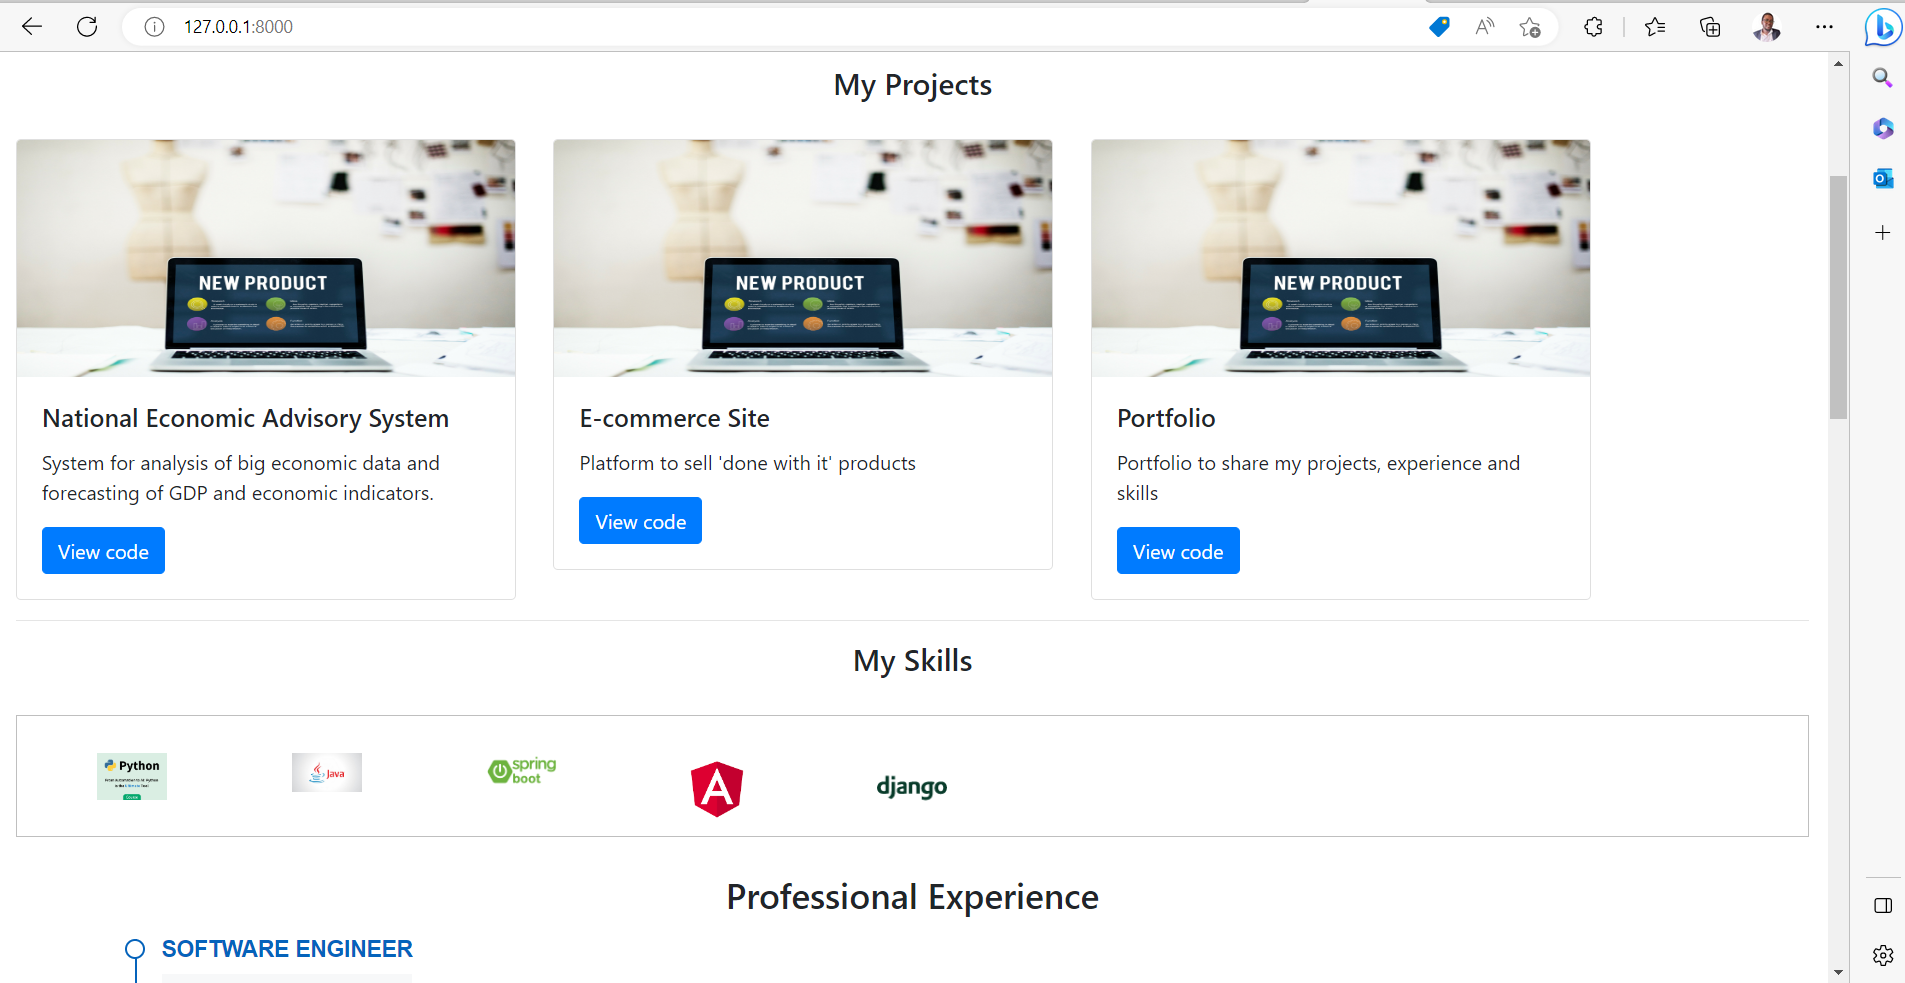 127.0.0.1:8000
My Projects
NEW PRODUCT
NEW PRODUCT
NEW PRODUCT
National Economic Advisory System
System for analysis of big economic data and
forecasting of GDP and economic indicators.
View code
E-commerce Site
Platform to sell 'done with it' products
View code
Portfolio
Portfolio to share my projects, experience and
skills
View code
My Skills
Python
Java
spring
boot
A
django
Professional Experience
SOFTWARE ENGINEER